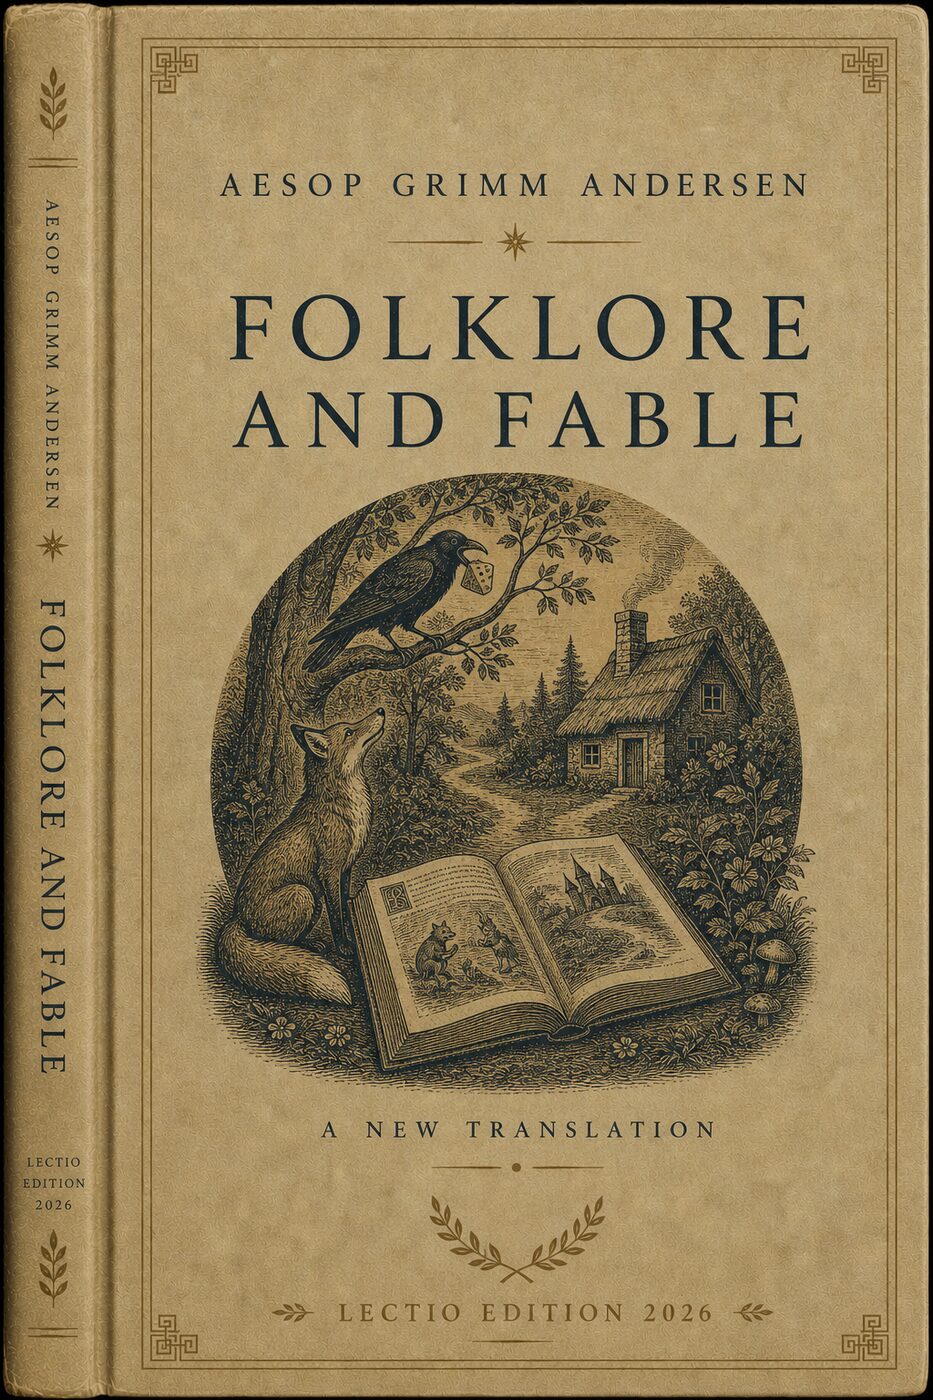 AESOP GRIMM ANDERSEN
FOLKLORE AND FABLE
LECTIO
EDITION
2026
AESOP GRIMM ANDERSEN
FOLKLORE
AND FABLE
A NEW TRANSLATION
LECTIO EDITION 2026